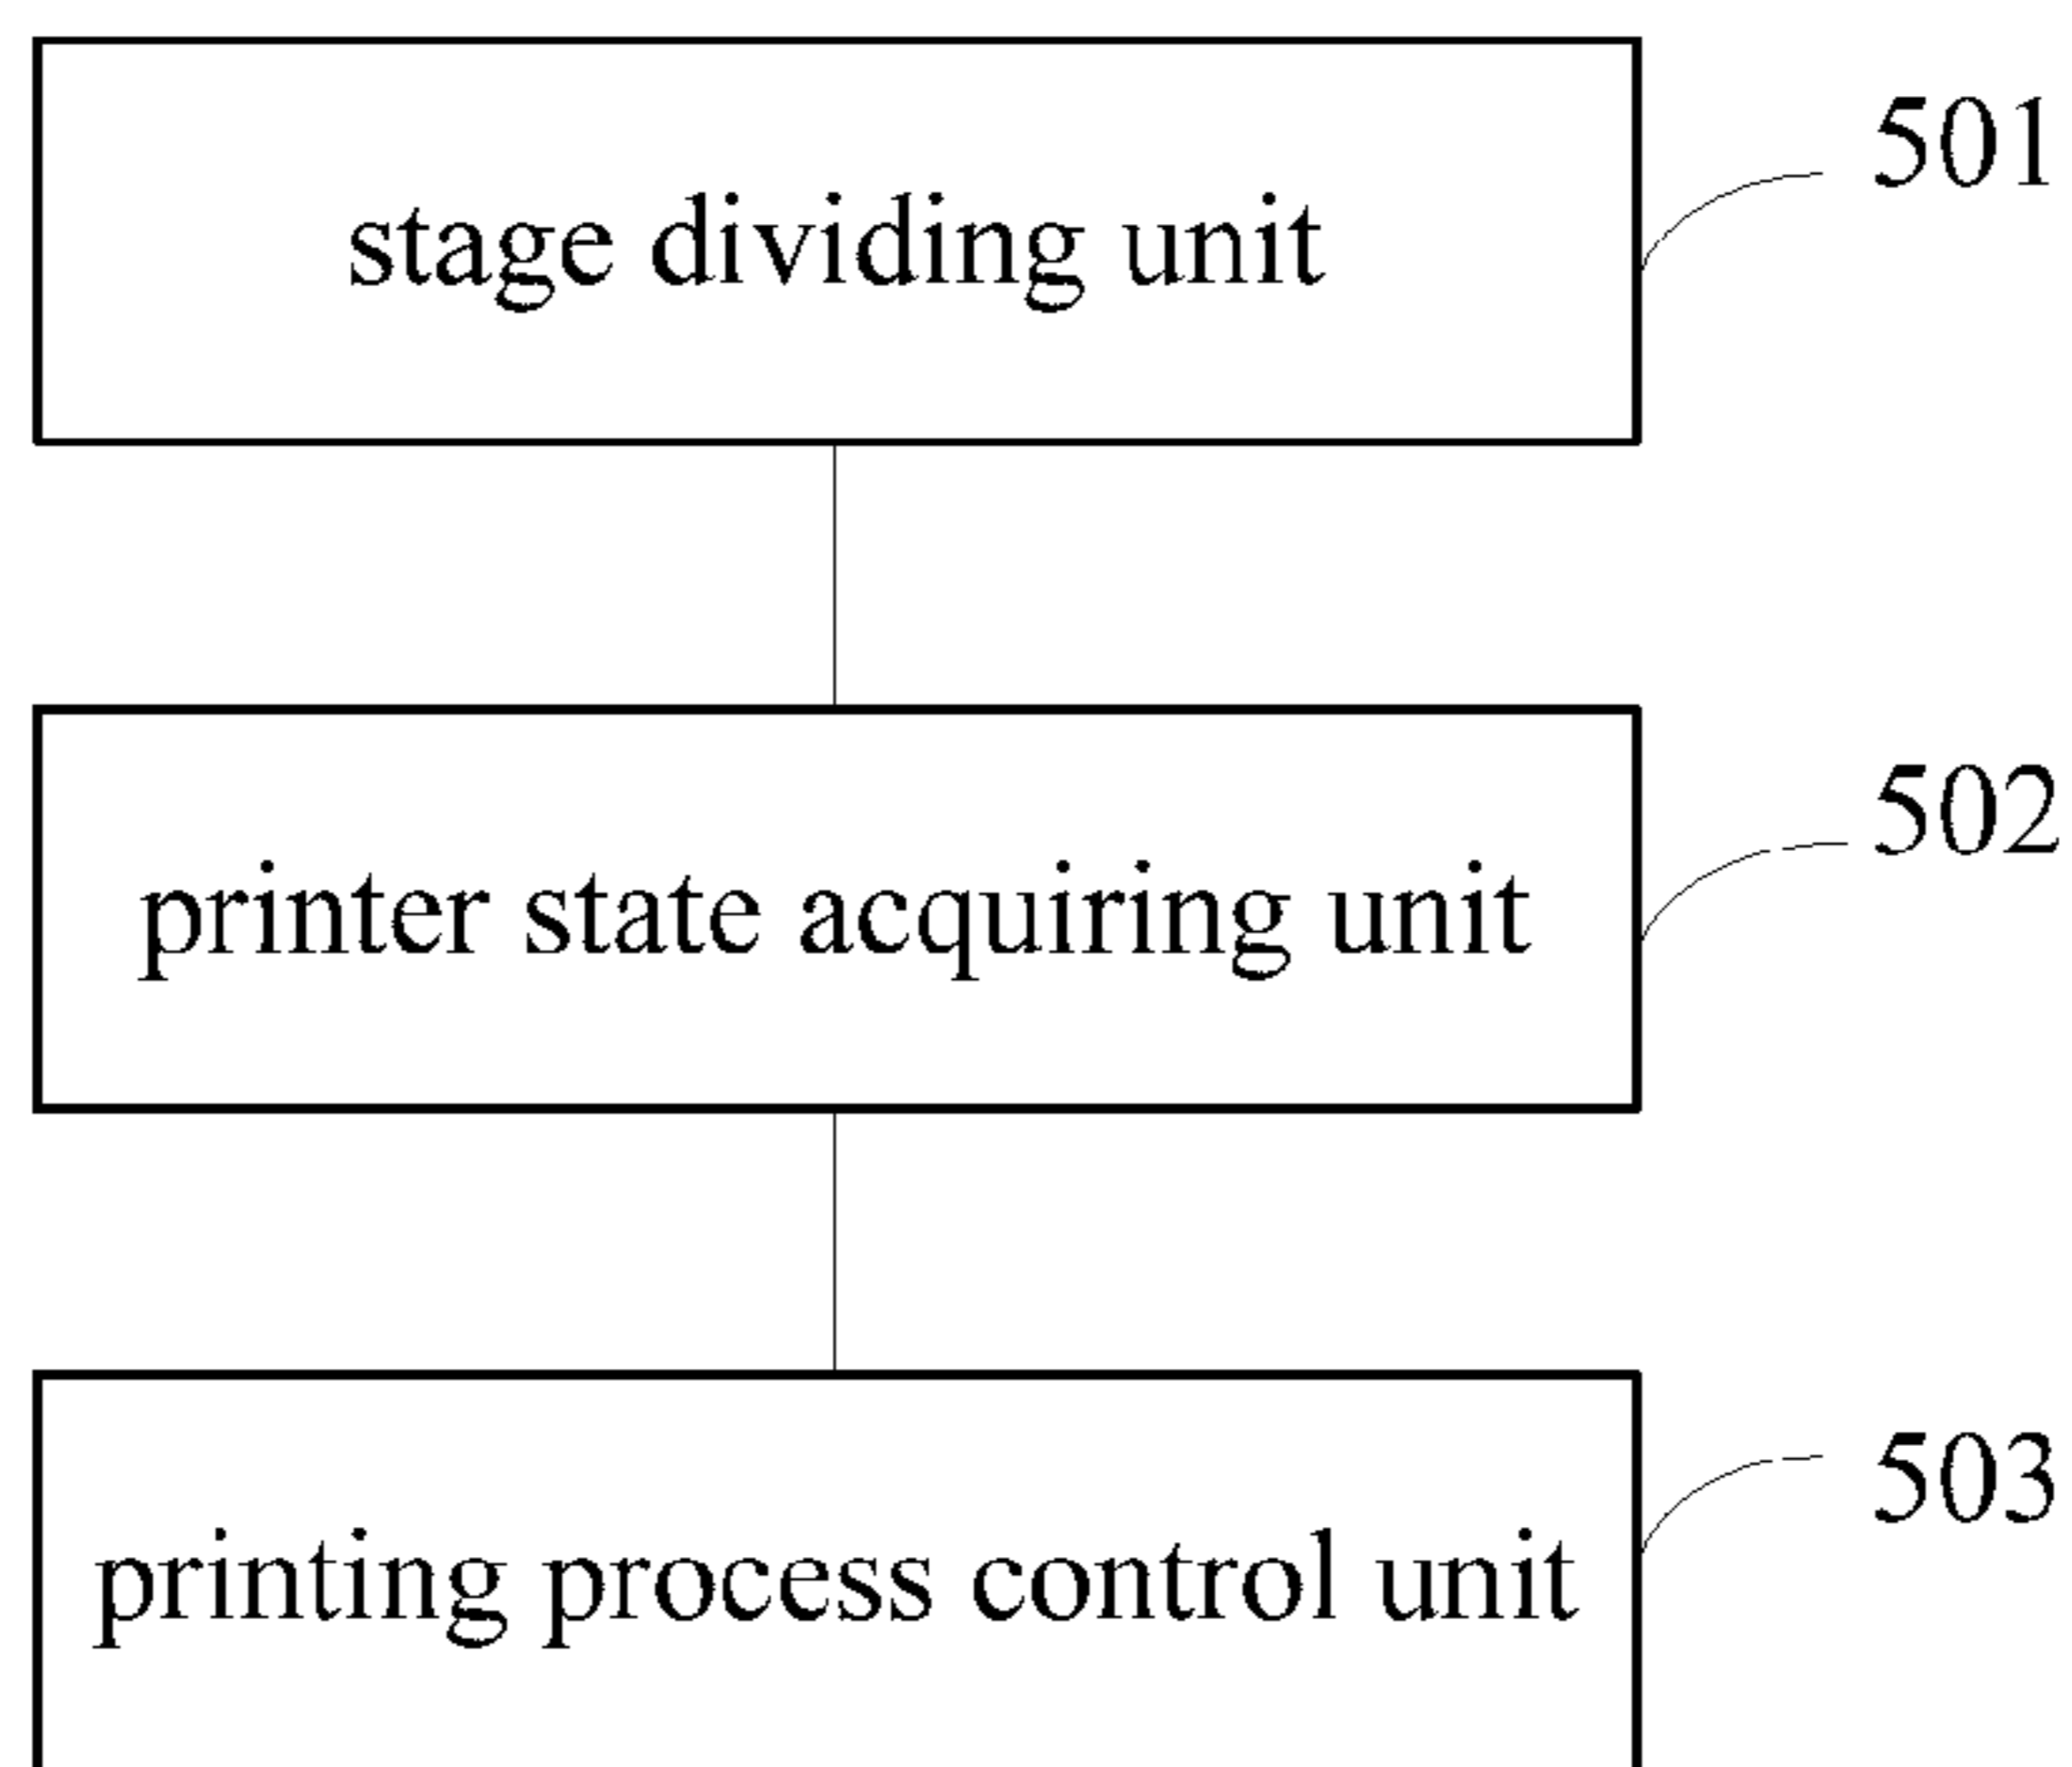 501
stage dividing unit
502
printer state acquiring unit
503
printing process control unit